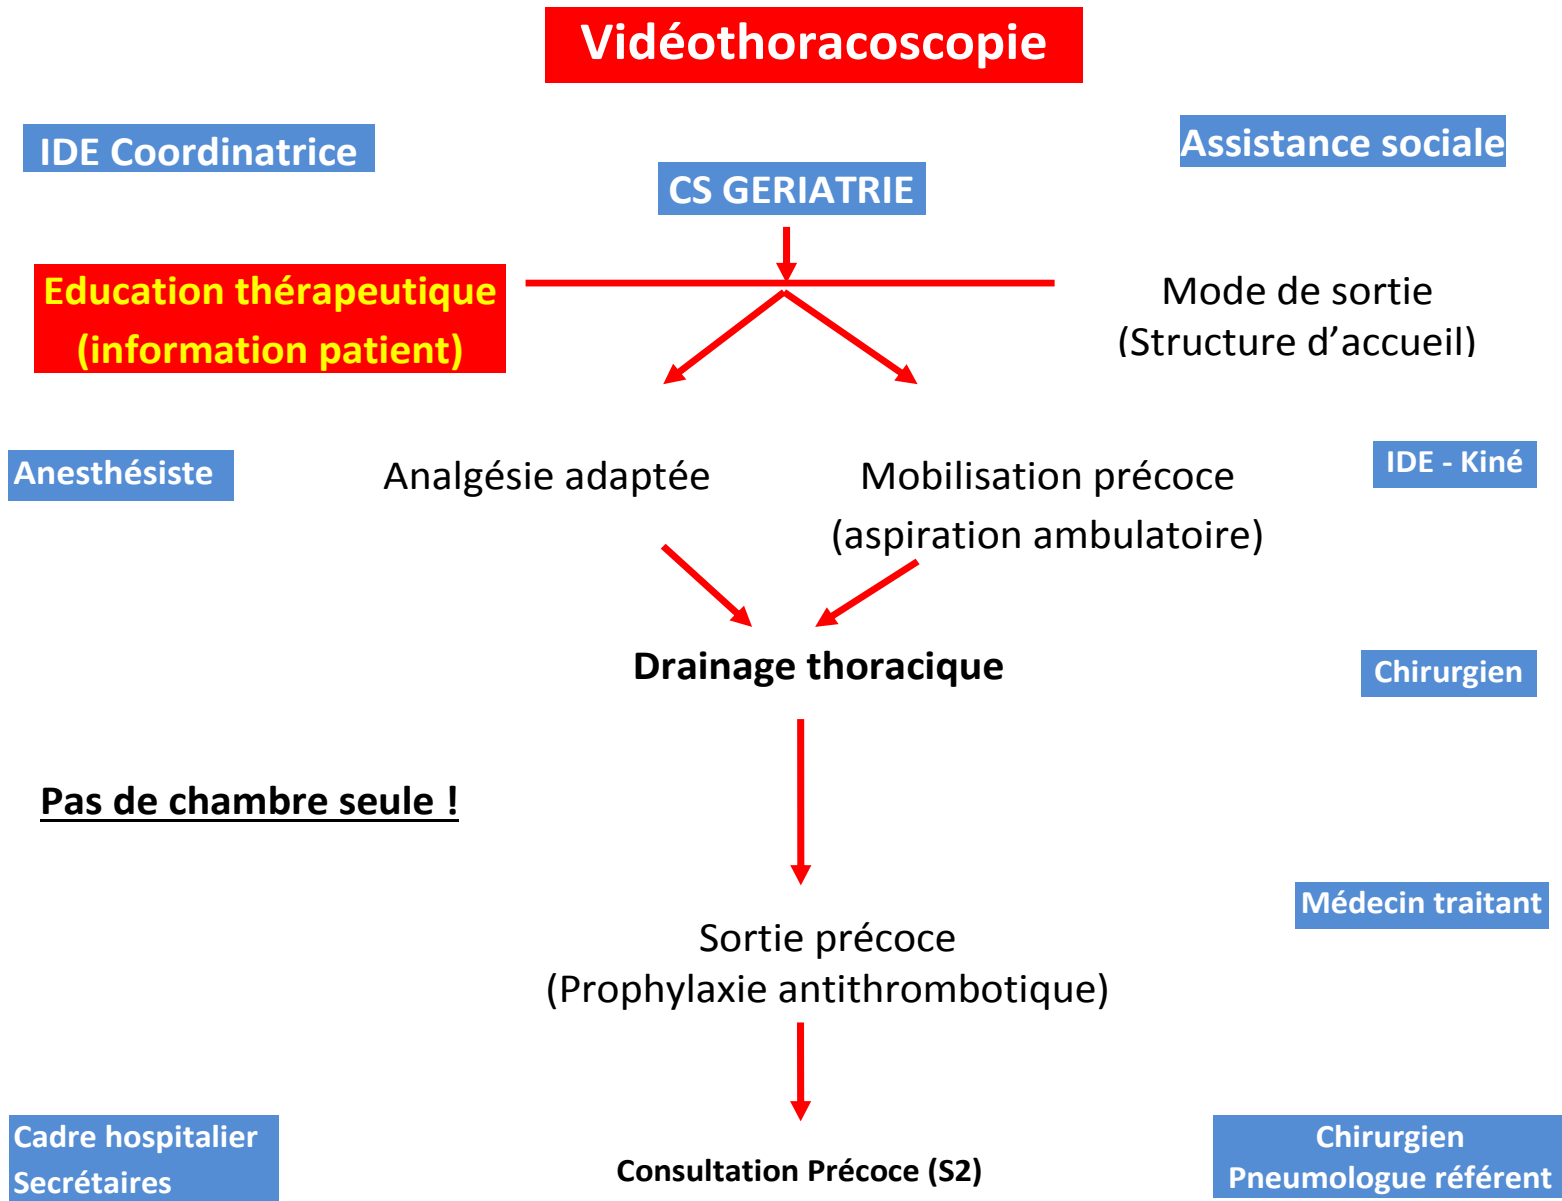 Vidéothoracoscopie
IDE Coordinatrice
Assistance sociale
CS GERIATRIE
Education thérapeutique
(information patient)
Mode de sortie
(Structure d’accueil)
Anesthésiste
Analgésie adaptée
Mobilisation précoce
(aspiration ambulatoire)
IDE - Kiné
Drainage thoracique
Chirurgien
Pas de chambre seule !
Médecin traitant
Sortie précoce
(Prophylaxie antithrombotique)
Cadre hospitalier
Secrétaires
Consultation Précoce (S2)
Chirurgien
Pneumologue référent